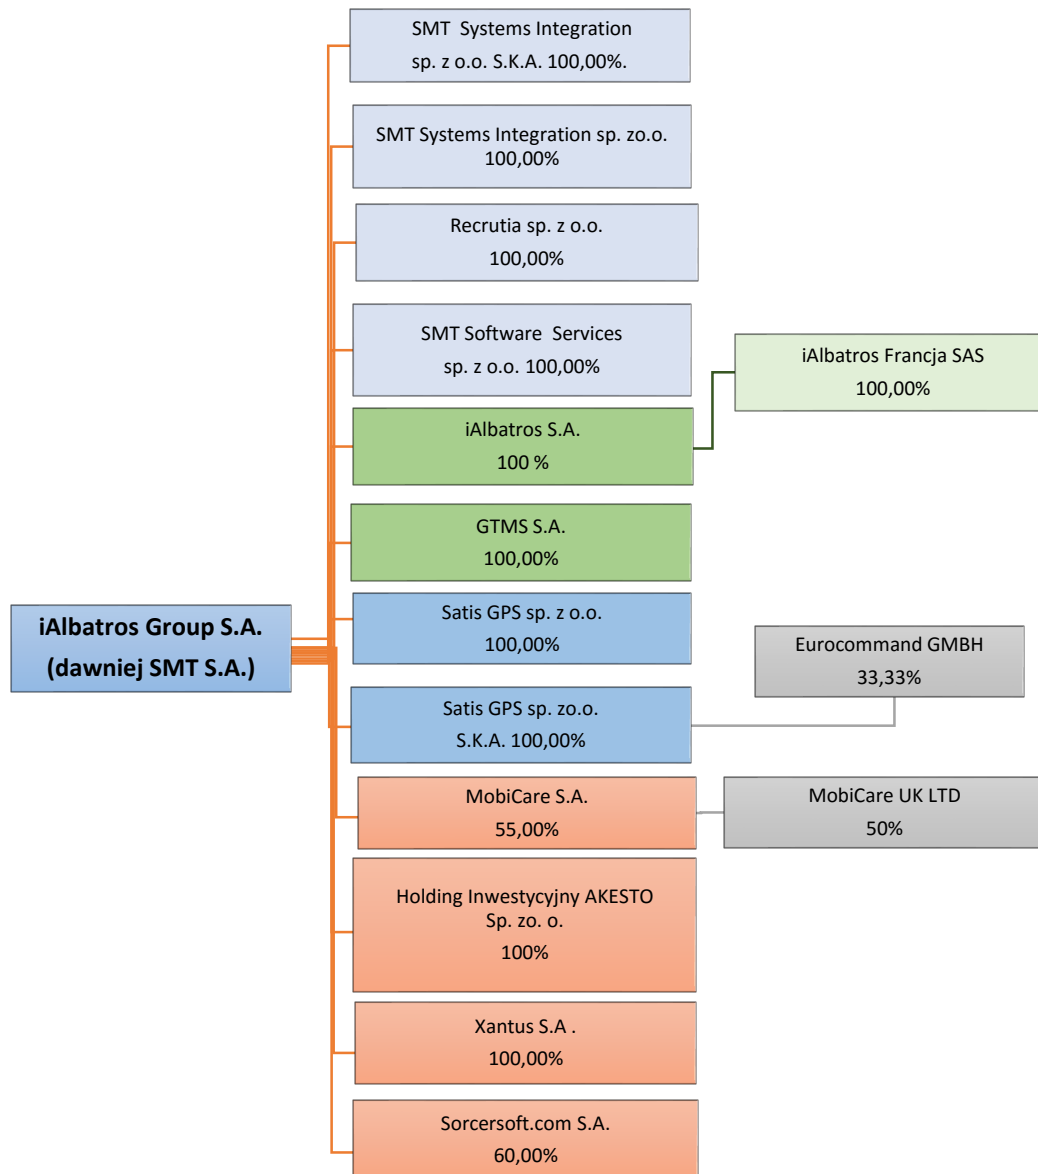 SMT Systems Integration
sp. z o.o. S.K.A. 100,00%.
SMT Systems Integration sp. zo.o.
100,00%
Recrutia sp. z o.o.
100,00%
SMT Software Services
sp. z o.o. 100,00%
iAlbatros Francja SAS
100,00%
iAlbatros S.A.
100 %
GTMS S.A.
100,00%
iAlbatros Group S.A.
(dawniej SMT S.A.)
Satis GPS sp. z o.o.
100,00%
Eurocommand GMBH
33,33%
Satis GPS sp. zo.o.
S.K.A. 100,00%
MobiCare S.A.
55,00%
MobiCare UK LTD
50%
Holding Inwestycyjny AKESTO
Sp. zo. o.
100%
Xantus S.A .
100,00%
Sorcersoft.com S.A.
60,00%